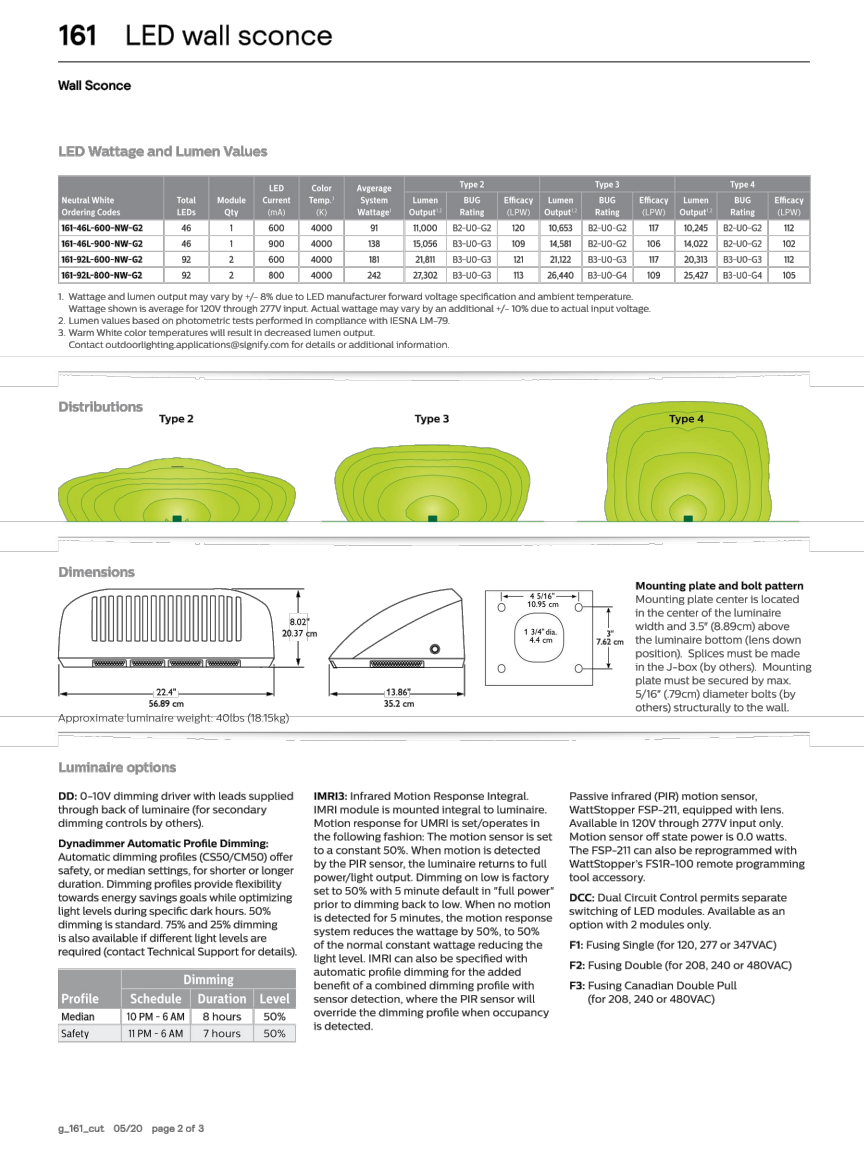 161 LED wall sconce
Wall Sconce
LED Wattage and Lumen Values
Neutral White Ordering Codes | Total LEDs | Module Qty | LED Current (mA) | Color Temp.³ (K) | Avgerage System Wattage¹ | Type 2 | Type 3 | Type 4
Lumen Output¹,² | BUG Rating | Efficacy (LPW) | Lumen Output¹,² | BUG Rating | Efficacy (LPW) | Lumen Output¹,² | BUG Rating | Efficacy (LPW)
161-46L-600-NW-G2 46 1 600 4000 91 11,000 B2-U0-G2 120 10,653 B2-U0-G2 117 10,245 B2-U0-G2 112
161-46L-900-NW-G2 46 1 900 4000 138 15,056 B3-U0-G3 109 14,581 B2-U0-G2 106 14,022 B2-U0-G2 102
161-92L-600-NW-G2 92 2 600 4000 181 21,811 B3-U0-G3 121 21,122 B3-U0-G3 117 20,313 B3-U0-G3 112
161-92L-800-NW-G2 92 2 800 4000 242 27,302 B3-U0-G3 113 26,440 B3-U0-G4 109 25,427 B3-U0-G4 105
1. Wattage and lumen output may vary by +/- 8% due to LED manufacturer forward voltage specification and ambient temperature.
Wattage shown is average for 120V through 277V input. Actual wattage may vary by an additional +/- 10% due to actual input voltage.
2. Lumen values based on photometric tests performed in compliance with IESNA LM-79.
3. Warm White color temperatures will result in decreased lumen output.
Contact outdoorlighting.applications@signify.com for details or additional information.
Distributions
Type 2 Type 3 Type 4
Dimensions
8.02"
20.37 cm
22.4"
56.89 cm
13.86"
35.2 cm
4 5/16"
10.95 cm
1 3/4" dia.
4.4 cm
3"
7.62 cm
Approximate luminaire weight: 40lbs (18.15kg)
Mounting plate and bolt pattern
Mounting plate center is located
in the center of the luminaire
width and 3.5" (8.89cm) above
the luminaire bottom (lens down
position). Splices must be made
in the J-box (by others). Mounting
plate must be secured by max.
5/16" (.79cm) diameter bolts (by
others) structurally to the wall.
Luminaire options
DD: 0-10V dimming driver with leads supplied
through back of luminaire (for secondary
dimming controls by others).
Dynadimmer Automatic Profile Dimming:
Automatic dimming profiles (CS50/CM50) offer
safety, or median settings, for shorter or longer
duration. Dimming profiles provide flexibility
towards energy savings goals while optimizing
light levels during specific dark hours. 50%
dimming is standard. 75% and 25% dimming
is also available if different light levels are
required (contact Technical Support for details).
Dimming
Profile Schedule Duration Level
Median 10 PM - 6 AM 8 hours 50%
Safety 11 PM - 6 AM 7 hours 50%
IMRI3: Infrared Motion Response Integral.
IMRI module is mounted integral to luminaire.
Motion response for UMRI is set/operates in
the following fashion: The motion sensor is set
to a constant 50%. When motion is detected
by the PIR sensor, the luminaire returns to full
power/light output. Dimming on low is factory
set to 50% with 5 minute default in "full power"
prior to dimming back to low. When no motion
is detected for 5 minutes, the motion response
system reduces the wattage by 50%, to 50%
of the normal constant wattage reducing the
light level. IMRI can also be specified with
automatic profile dimming for the added
benefit of a combined dimming profile with
sensor detection, where the PIR sensor will
override the dimming profile when occupancy
is detected.
Passive infrared (PIR) motion sensor,
WattStopper FSP-211, equipped with lens.
Available in 120V through 277V input only.
Motion sensor off state power is 0.0 watts.
The FSP-211 can also be reprogrammed with
WattStopper's FS1R-100 remote programming
tool accessory.
DCC: Dual Circuit Control permits separate
switching of LED modules. Available as an
option with 2 modules only.
F1: Fusing Single (for 120, 277 or 347VAC)
F2: Fusing Double (for 208, 240 or 480VAC)
F3: Fusing Canadian Double Pull
(for 208, 240 or 480VAC)
g_161_cut 05/20 page 2 of 3